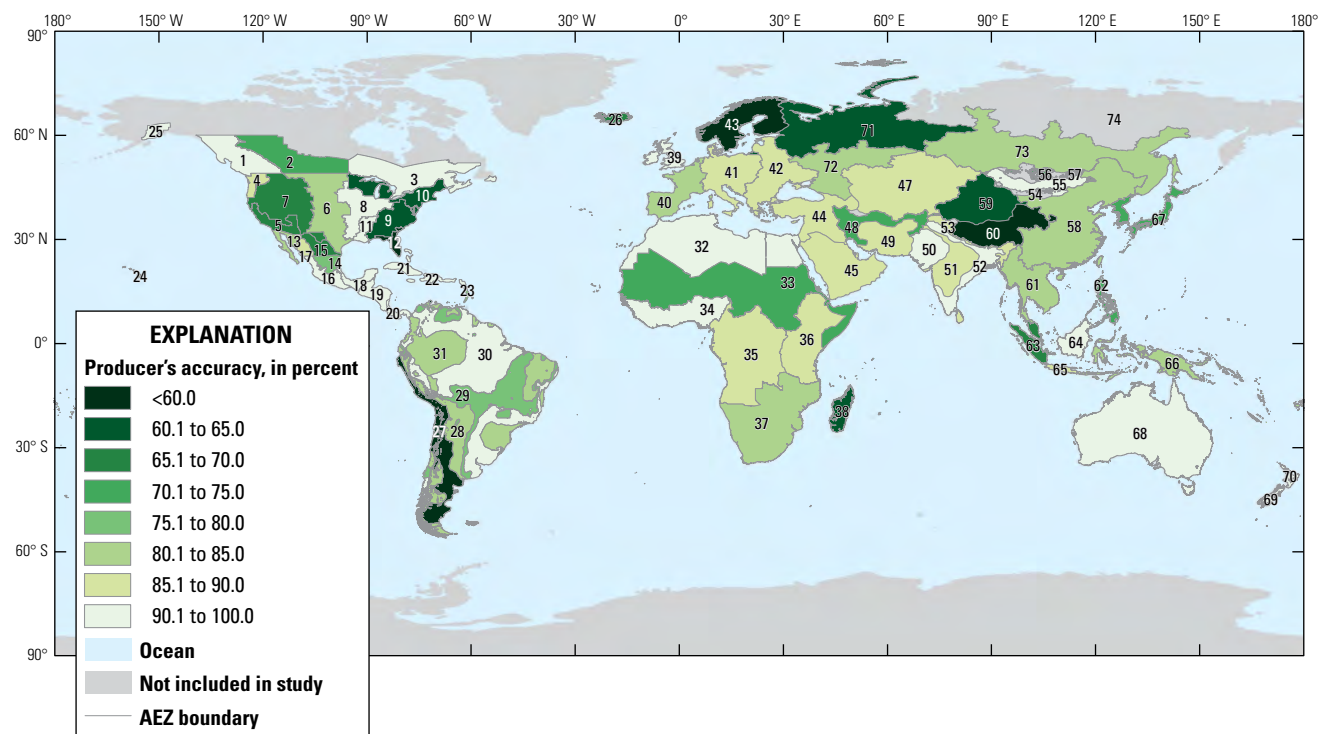 180° 150° W 120° W 90° W 60° W 30° W 0° 30° E 60° E 90° E 120° E 150° E 180°
90°
60° N
30° N
0°
30° S
60° S
90°
25 1 2 3 4 7 6 8 10 9 5 11 12 13 15 17 14 16 18 19 20 21 22 23 24
26 43 39 71 74 73 72 42 41 40 47 56 57 55 54 59 60 58 67
44 48 49 53 50 51 52 45 61 62
32 33 34 35 36 37 38
31 30 29 28 27
63 64 65 66 68 69 70
EXPLANATION
Producer's accuracy, in percent
<60.0
60.1 to 65.0
65.1 to 70.0
70.1 to 75.0
75.1 to 80.0
80.1 to 85.0
85.1 to 90.0
90.1 to 100.0
Ocean
Not included in study
AEZ boundary